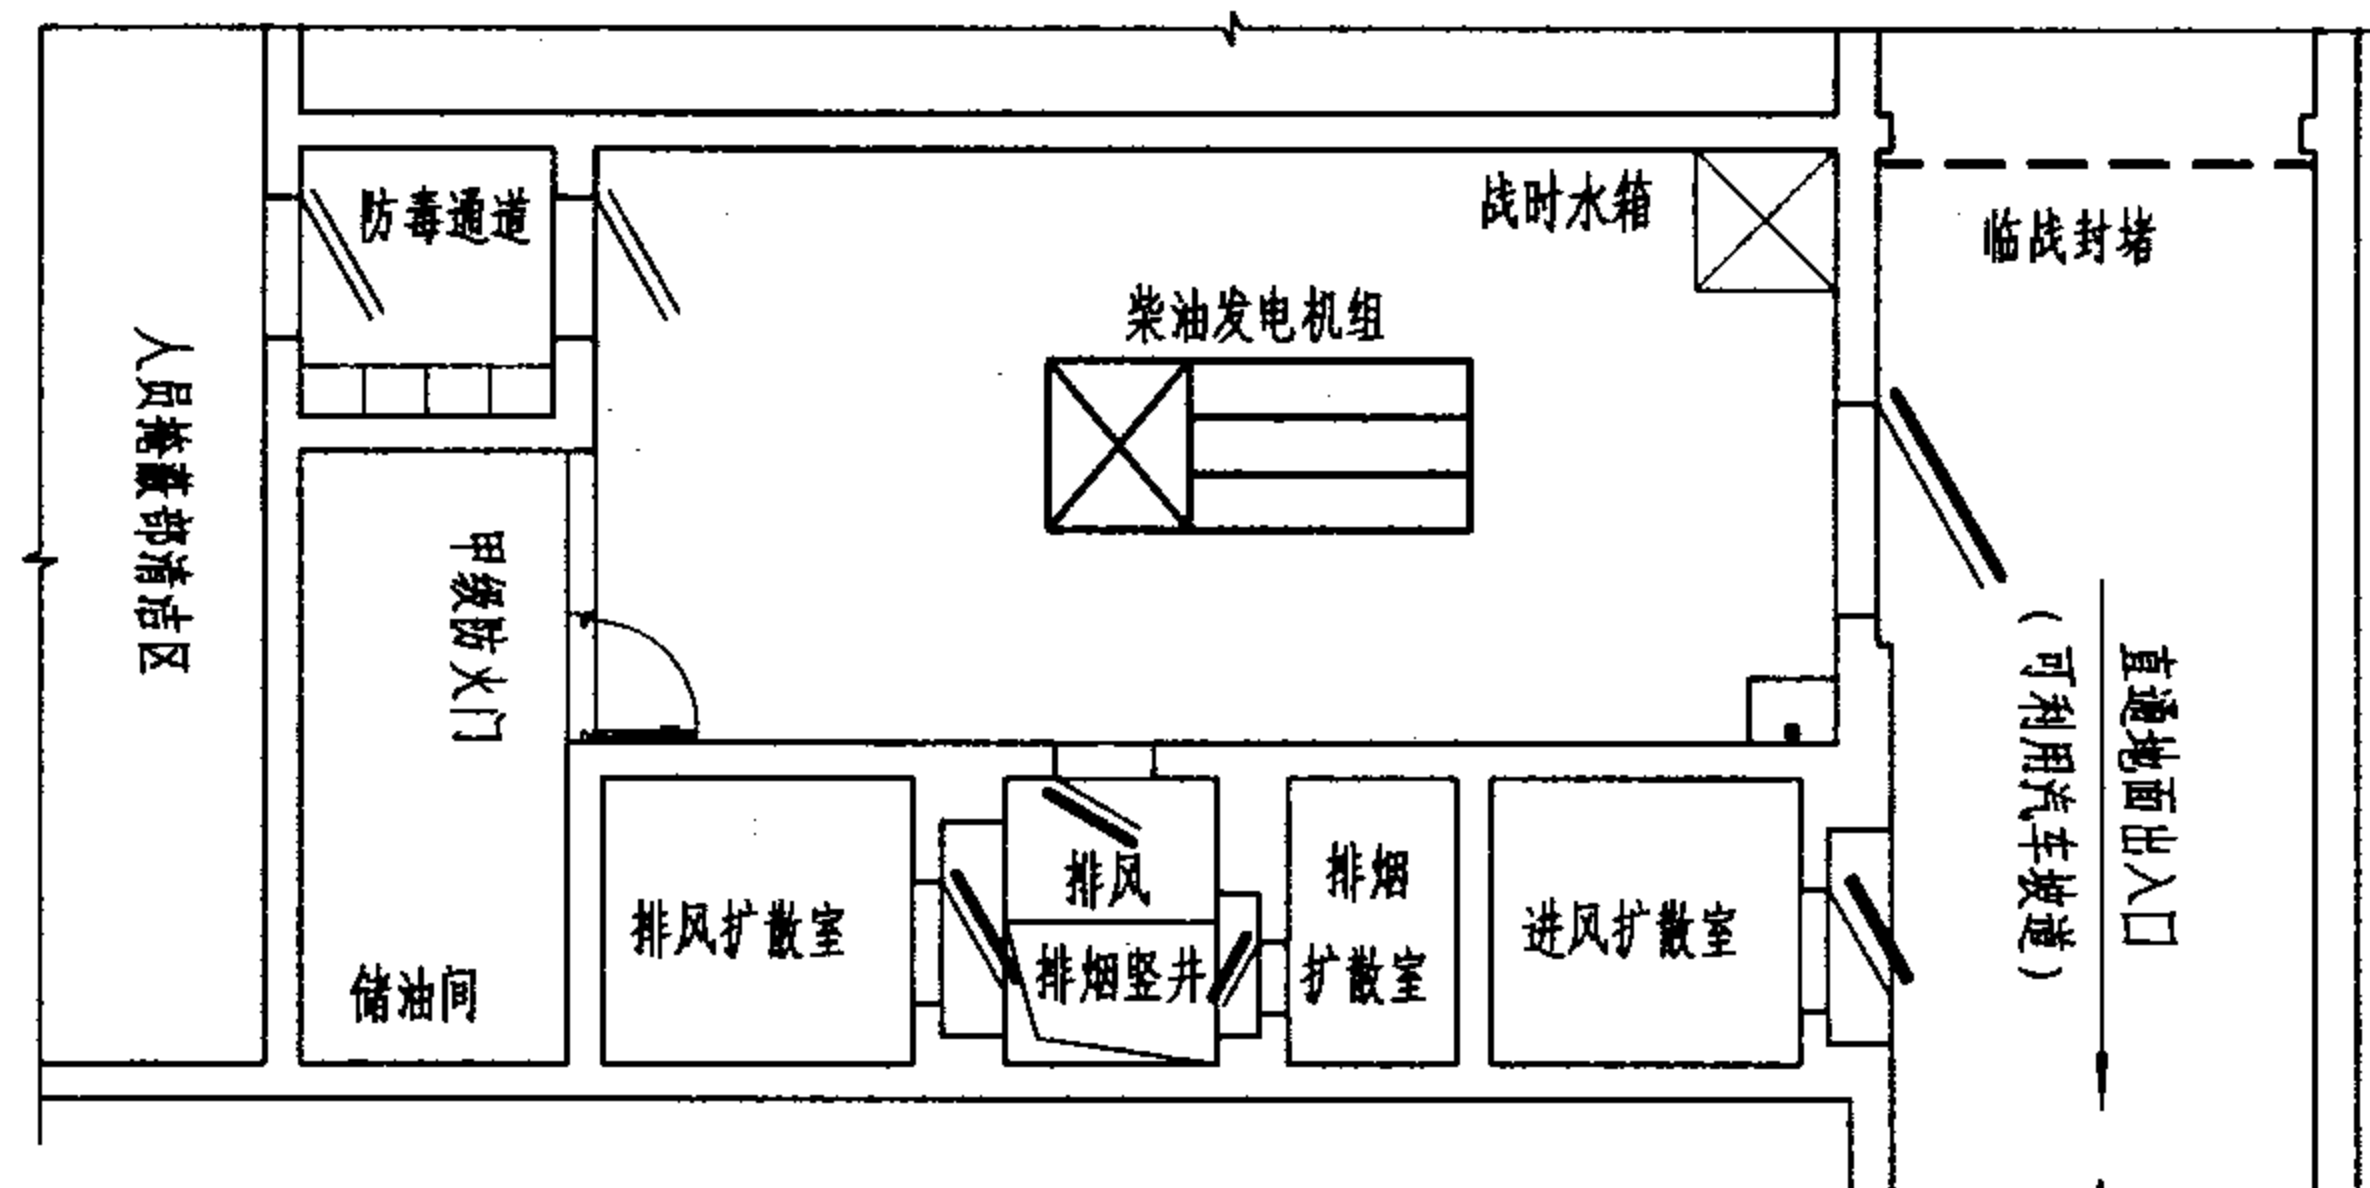 防毒通道
战时水箱
临战封堵
柴油发电机组
人员掩蔽部清洁区
甲级防火门
储油间
排风扩散室
排风
排烟竖井
排烟
扩散室
进风扩散室
直通地面出入口
(可利用汽车坡道)